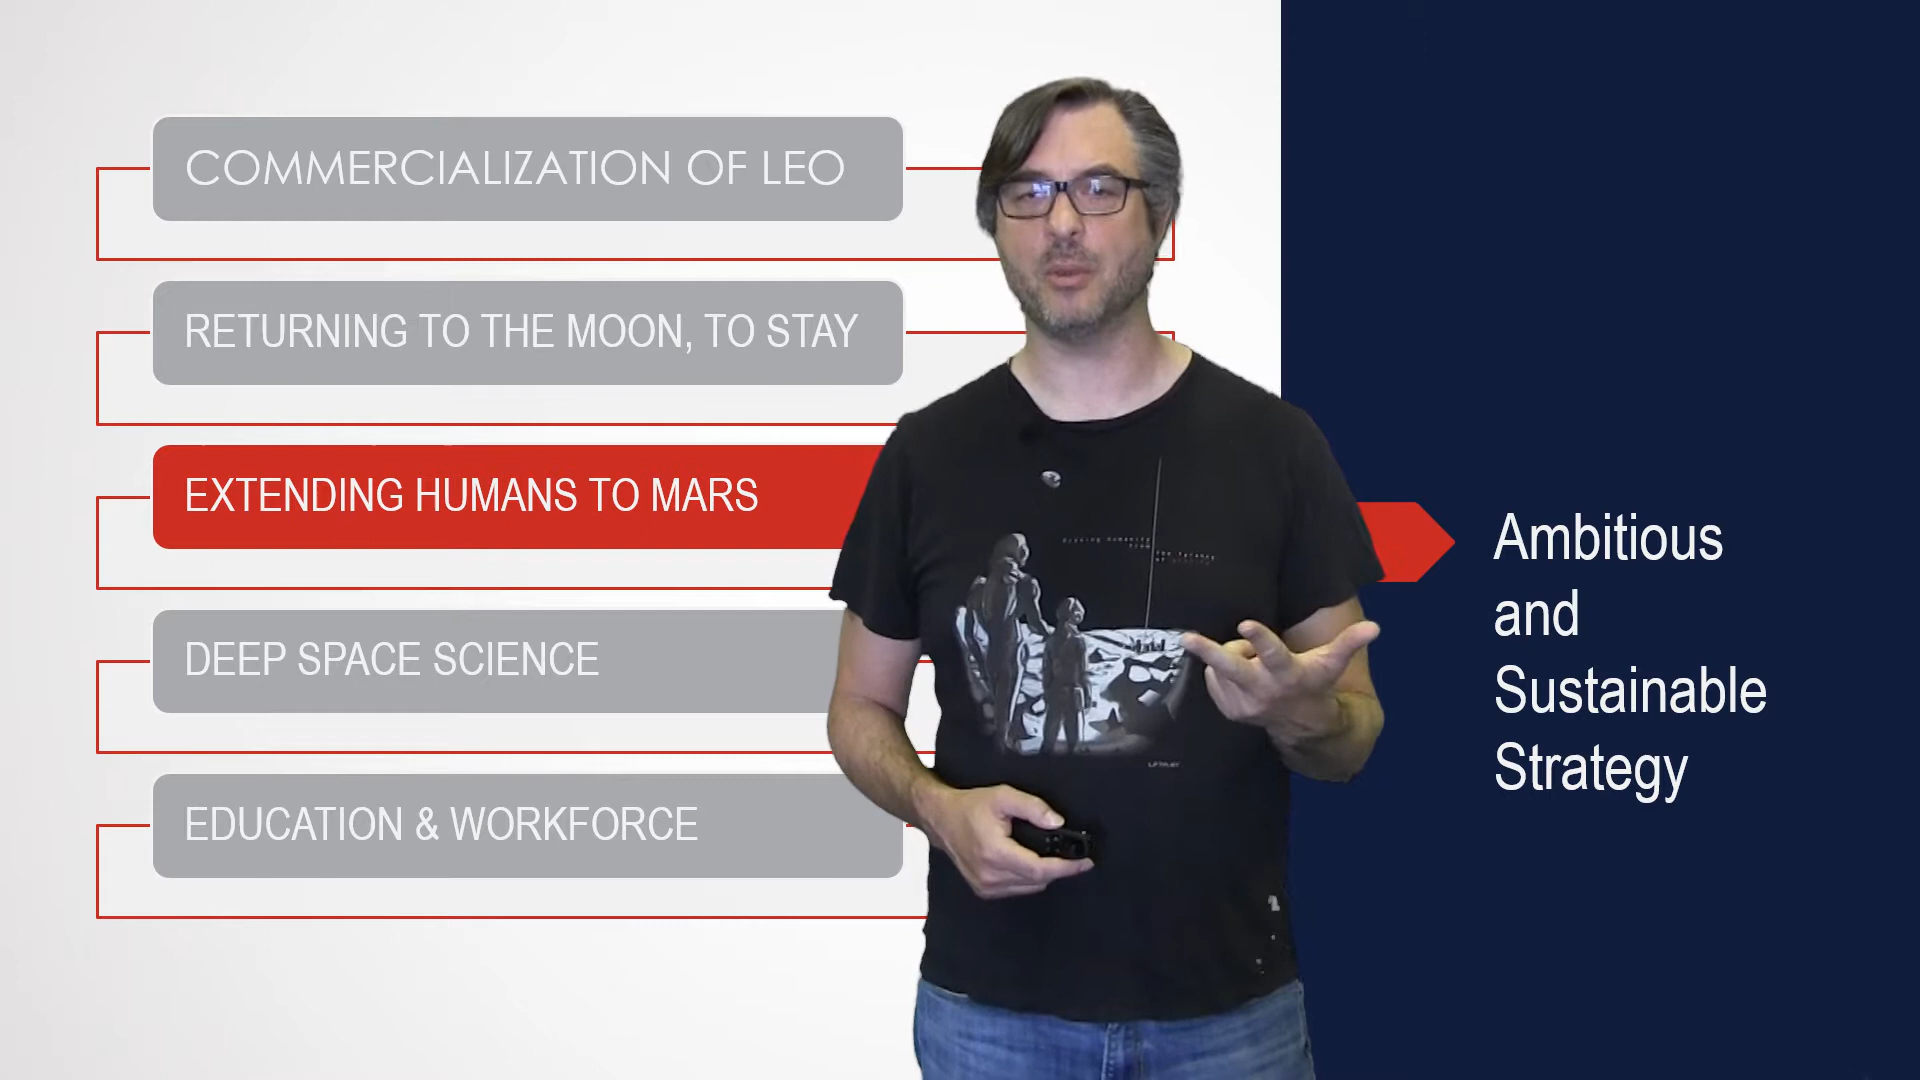 COMMERCIALIZATION OF LEO
RETURNING TO THE MOON, TO STAY
EXTENDING HUMANS TO MARS
DEEP SPACE SCIENCE
EDUCATION & WORKFORCE
Ambitious
and
Sustainable
Strategy